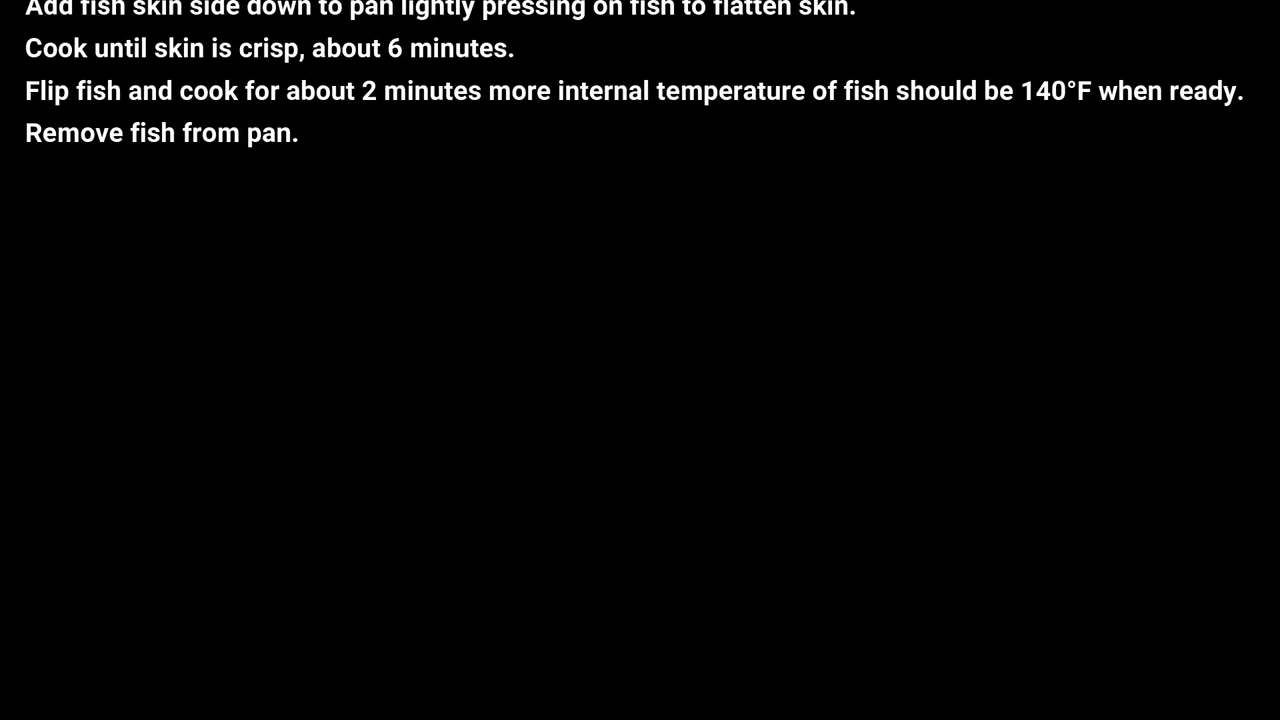 Add fish skin side down to pan lightly pressing on fish to flatten skin.
Cook until skin is crisp, about 6 minutes.
Flip fish and cook for about 2 minutes more internal temperature of fish should be 140°F when ready.
Remove fish from pan.